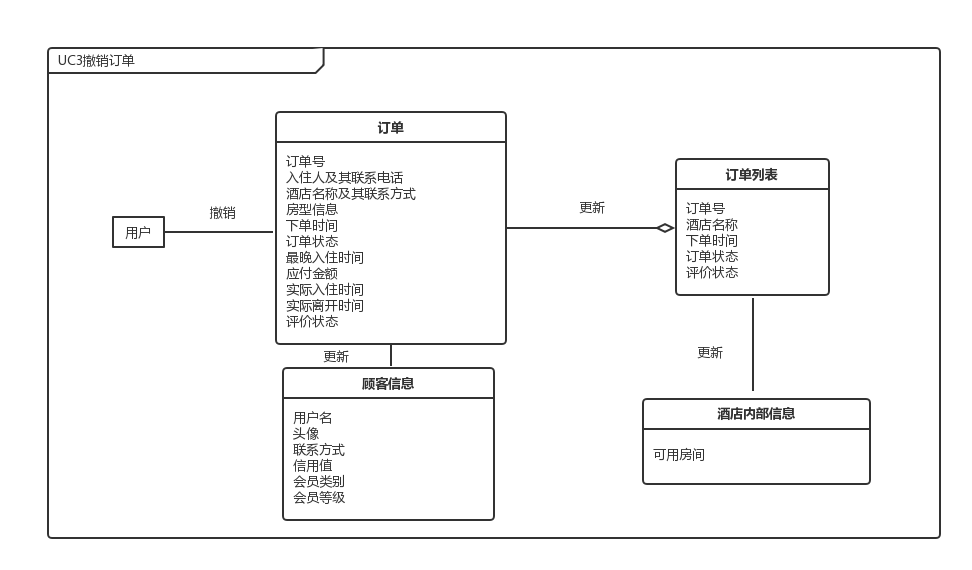 UC3撤销订单
订单
订单号
入住人及其联系电话
酒店名称及其联系方式
房型信息
下单时间
订单状态
最晚入住时间
应付金额
实际入住时间
实际离开时间
评价状态
用户
撤销
更新
订单列表
订单号
酒店名称
下单时间
订单状态
评价状态
更新
顾客信息
用户名
头像
联系方式
信用值
会员类别
会员等级
更新
酒店内部信息
可用房间